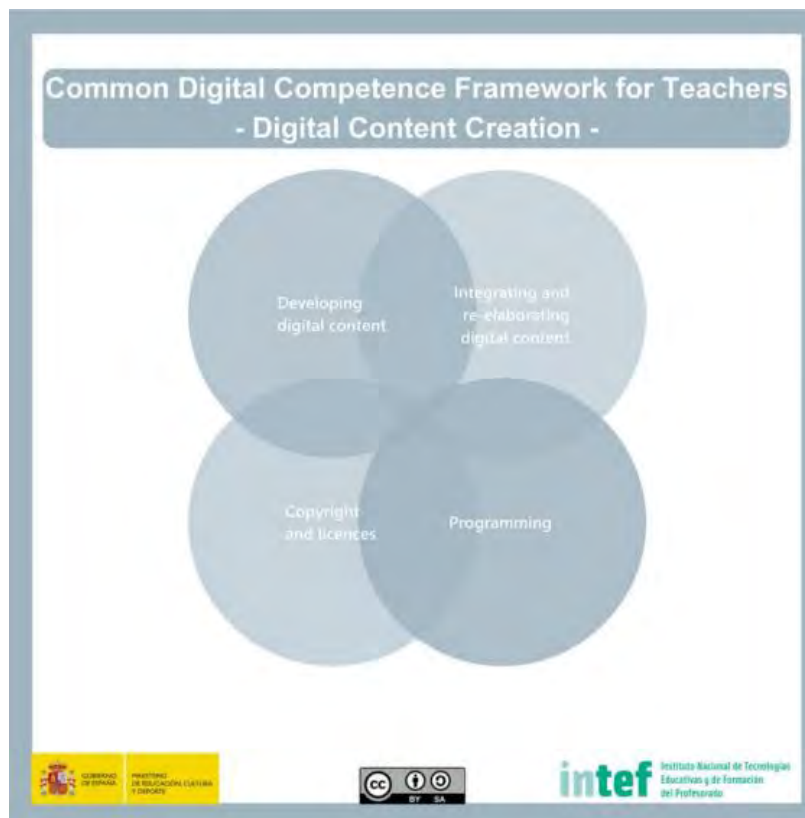 Common Digital Competence Framework for Teachers
- Digital Content Creation -
Developing
digital content
Integrating and
re-elaborating
digital content
Copyright
and licences
Programming
GOBIERNO
DE ESPAÑA
MINISTERIO
DE EDUCACIÓN, CULTURA
Y DEPORTE
cc
BY SA
intef
Instituto Nacional de Tecnologías
Educativas y de Formación
del Profesorado